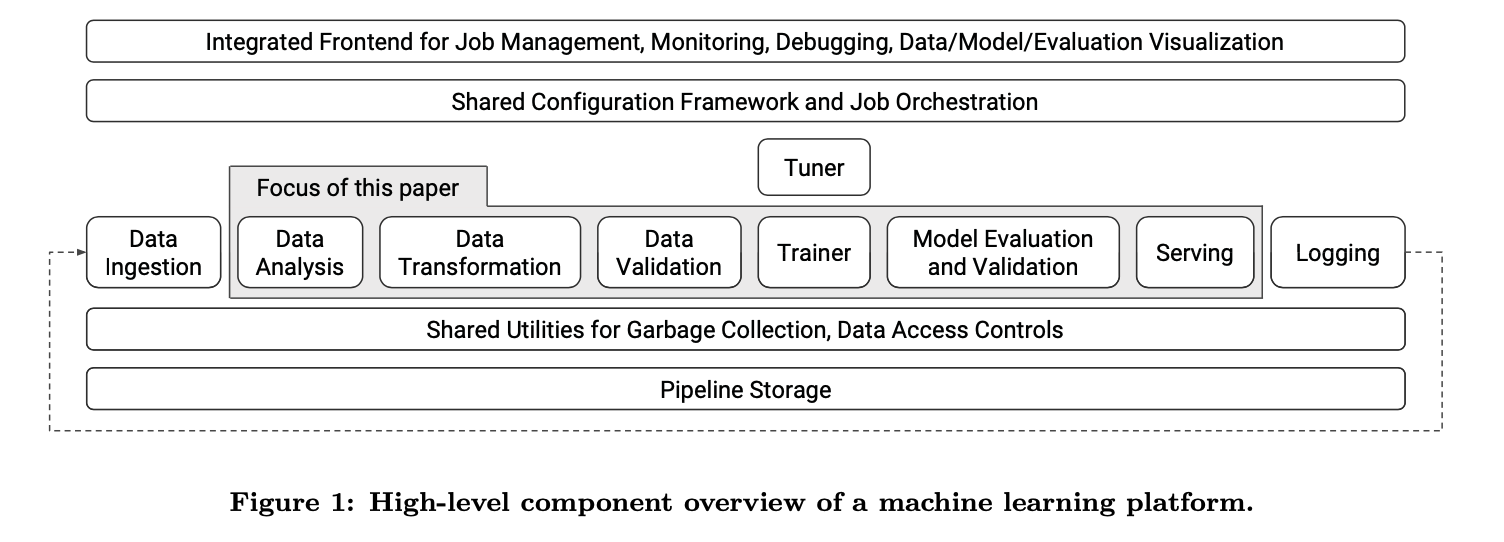 Integrated Frontend for Job Management, Monitoring, Debugging, Data/Model/Evaluation Visualization
Shared Configuration Framework and Job Orchestration
Tuner
Focus of this paper
Data
Ingestion
Data
Analysis
Data
Transformation
Data
Validation
Trainer
Model Evaluation
and Validation
Serving
Logging
Shared Utilities for Garbage Collection, Data Access Controls
Pipeline Storage
Figure 1: High-level component overview of a machine learning platform.